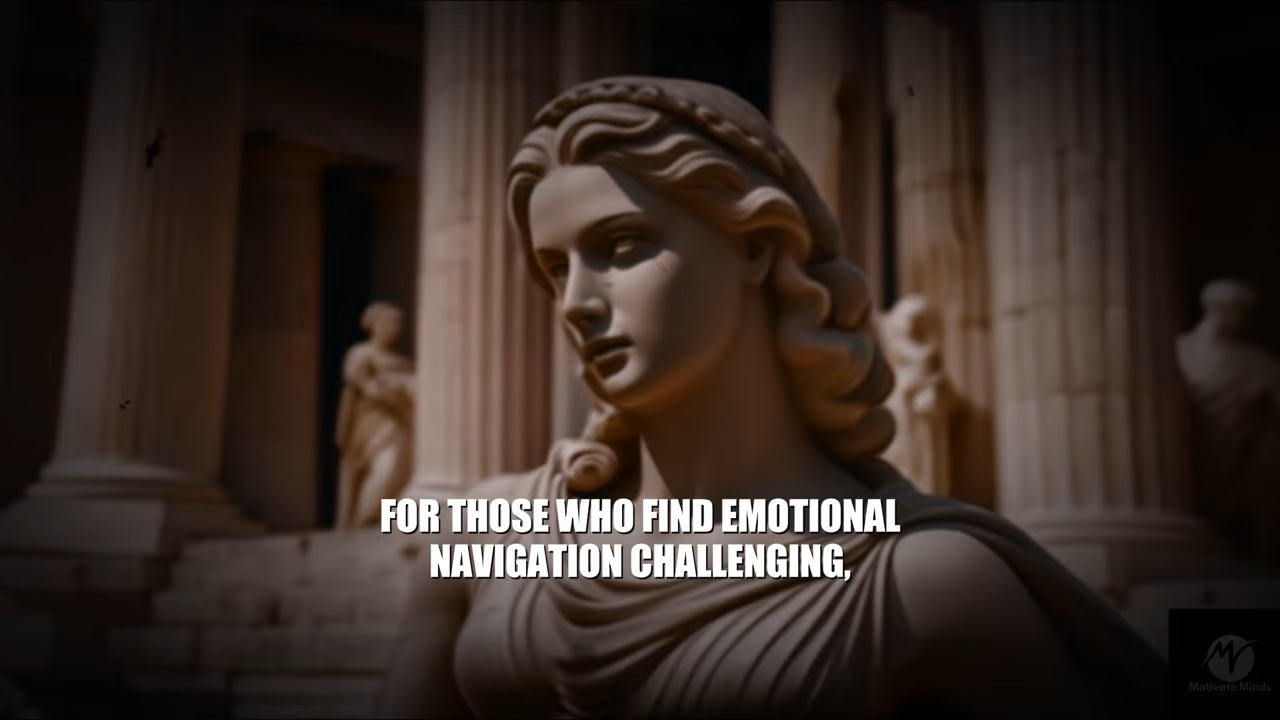 FOR THOSE WHO FIND EMOTIONAL
NAVIGATION CHALLENGING,
Motivate Minds